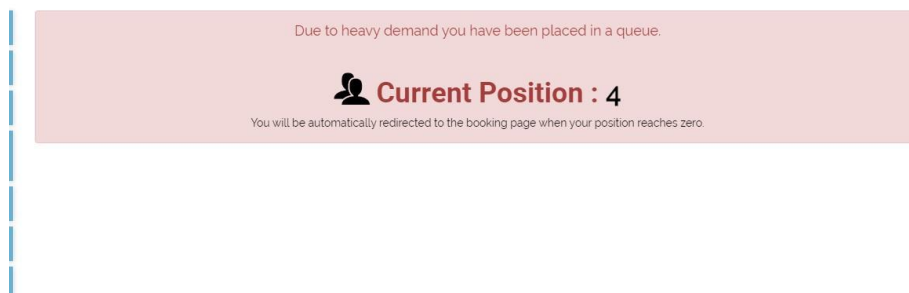 Due to heavy demand you have been placed in a queue.
Current Position : 4
You will be automatically redirected to the booking page when your position reaches zero.